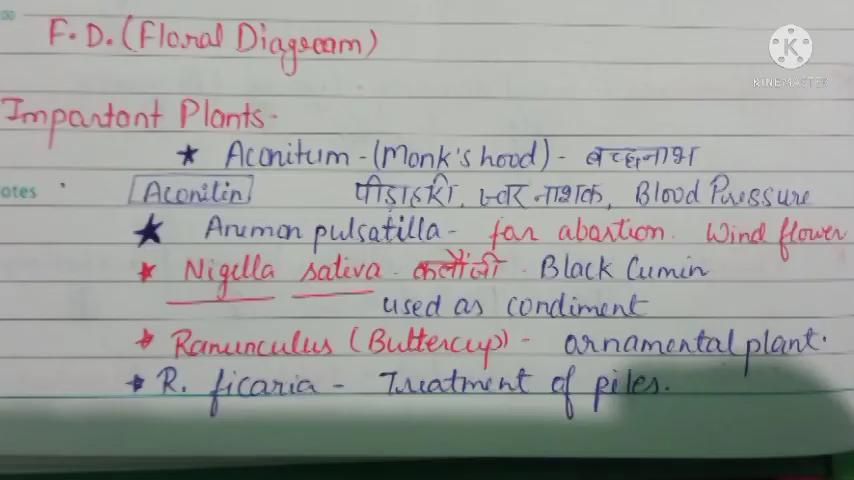 F.D. (Floral Diagram)
KINEMASTER
Important Plants-
★ Aconitum - (Monk's hood) - बच्छनाभ
otes Aconitin पीड़ाहारी, ज्वर नाशक, Blood Pressure
★ Anemon pulsatilla - for abortion. Wind flower
★ Nigella sativa - कलौंजी - Black Cumin
used as condiment
★ Ranunculus (Buttercup) - ornamental plant.
★ R. ficaria - Treatment of piles.